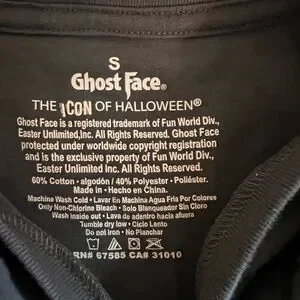 S
Ghost Face®
THE ICON OF HALLOWEEN®
Ghost Face is a registered trademark of Fun World Div.,
Easter Unlimited,Inc. All Rights Reserved. Ghost Face
protected under worldwide copyright registration
and is the exclusive property of Fun World Div.,
Easter Unlimited, Inc. All Rights Reserved.
60% Cotton • algodón / 40% Polyester • Poliéster.
Made in • Hecho en China.
Machine Wash Cold • Lavar En Machina Agua Fria Por Colores
Only Non-Chlorine Bleach • Solo Blanqueador Sin Cloro
Wash inside out • Lava de adentro hacia afuera
Tumble dry low • Ciclo Lento
Do not Iron • No Planchar
RN# 67585 CA# 31010